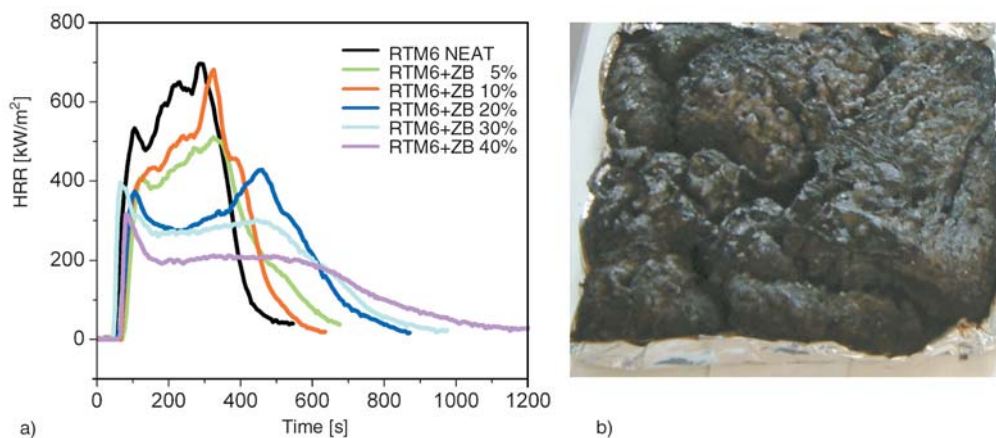 800
600
400
200
0
HRR [kW/m²]
RTM6 NEAT
RTM6+ZB 5%
RTM6+ZB 10%
RTM6+ZB 20%
RTM6+ZB 30%
RTM6+ZB 40%
0 200 400 600 800 1000 1200
Time [s]
a)
b)